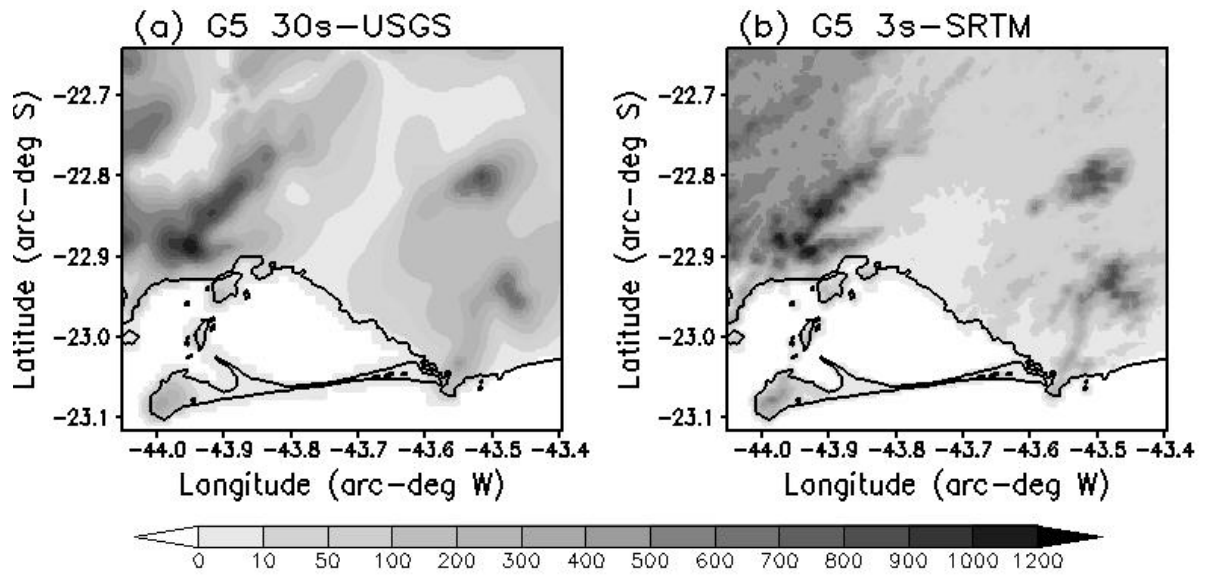 (a) G5 30s-USGS
(b) G5 3s-SRTM
Latitude (arc-deg S)
-22.7
-22.8
-22.9
-23.0
-23.1
-44.0 -43.9 -43.8 -43.7 -43.6 -43.5 -43.4
Longitude (arc-deg W)
Latitude (arc-deg S)
-22.7
-22.8
-22.9
-23.0
-23.1
-44.0 -43.9 -43.8 -43.7 -43.6 -43.5 -43.4
Longitude (arc-deg W)
0 10 50 100 200 300 400 500 600 700 800 900 1000 1200